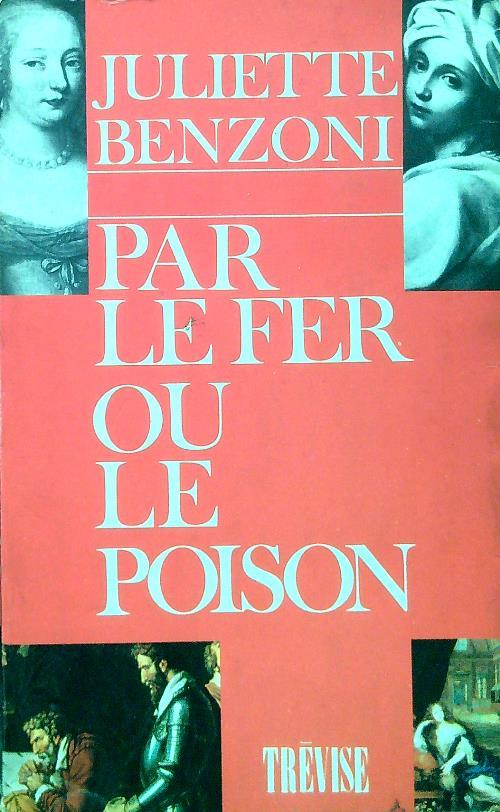 JULIETTE
BENZONI
PAR
LE FER
OU
LE
POISON
TRÉVISE